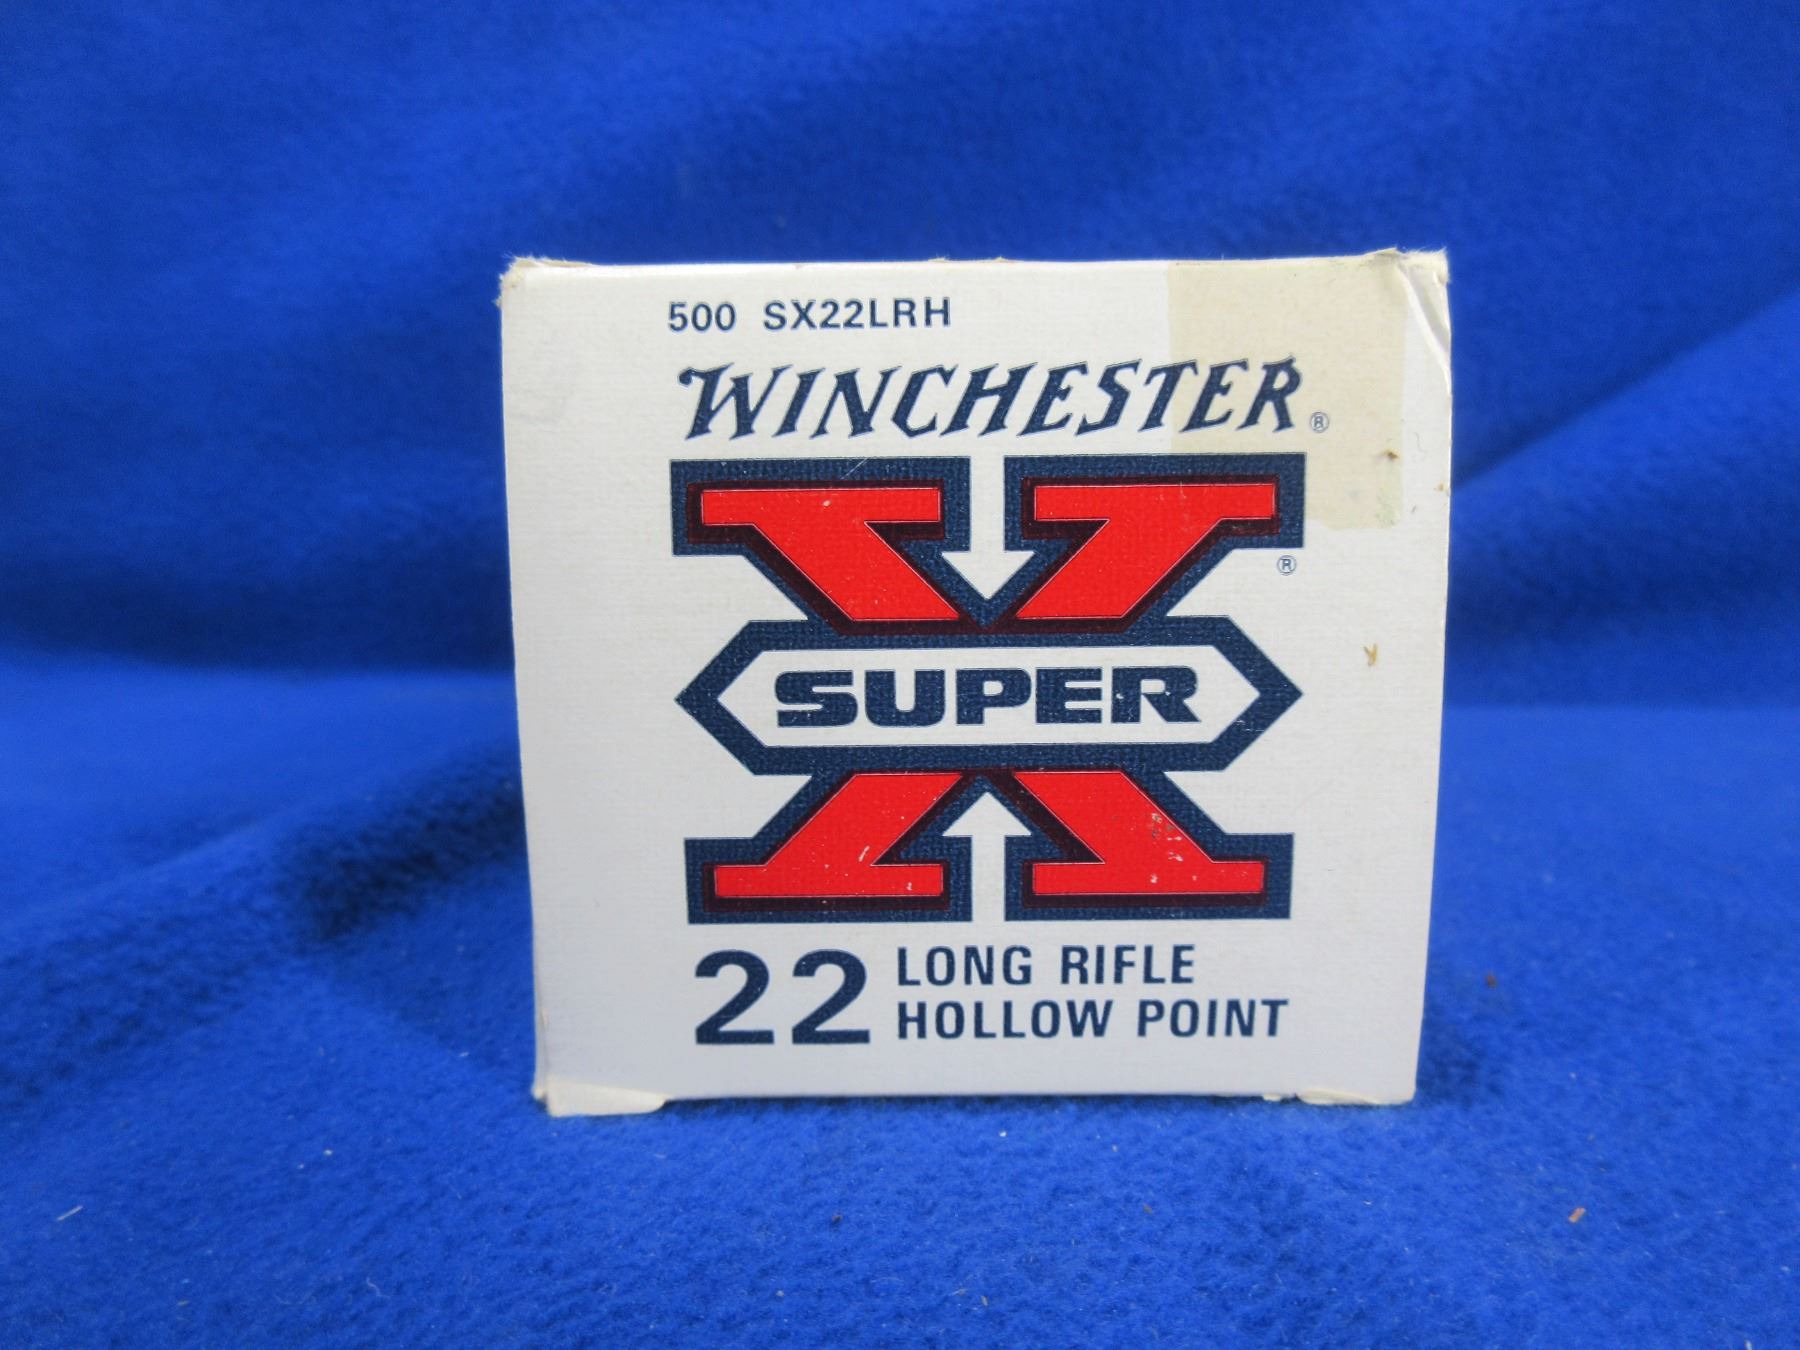 500 SX22LRH
WINCHESTER®
X®
SUPER
22 LONG RIFLE
HOLLOW POINT